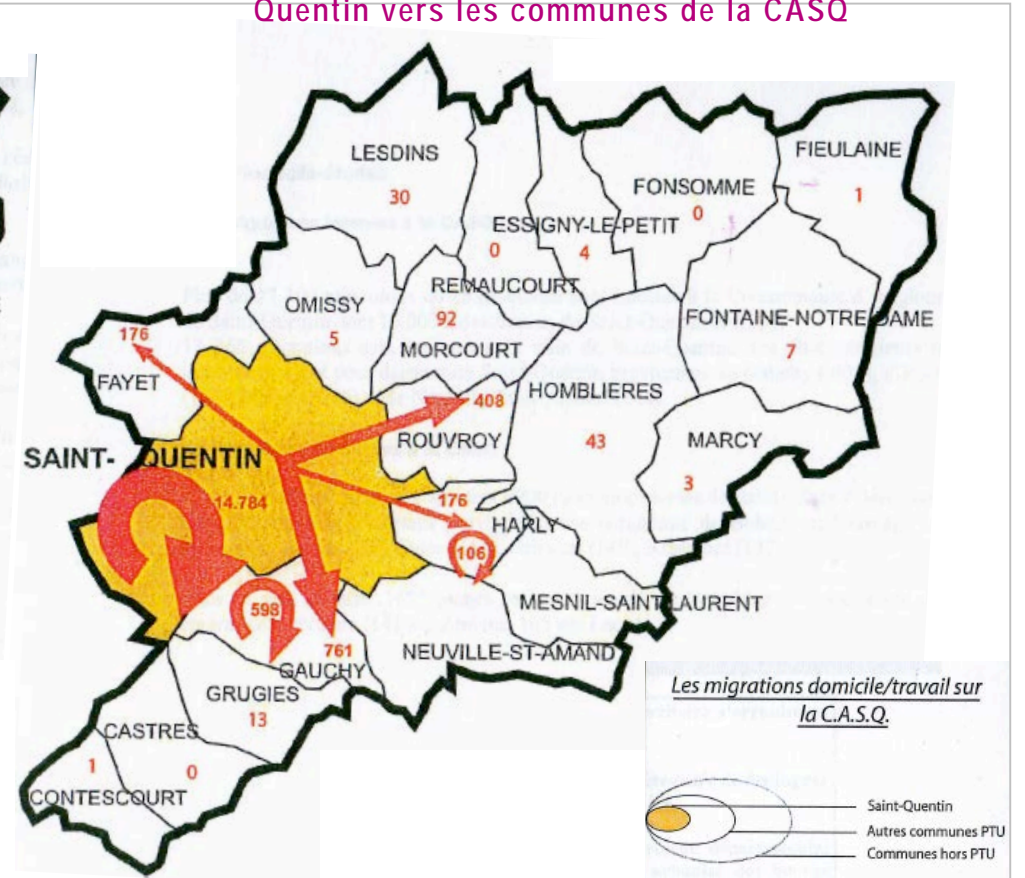 Quentin vers les communes de la CASQ
LESDINS
30
FIEULAINE
1
FONSOMME
0
ESSIGNY-LE-PETIT
0
4
REMAUCOURT
92
OMISSY
5
FONTAINE-NOTRE-DAME
7
176
FAYET
MORCOURT
408
HOMBLIERES
43
ROUVROY
MARCY
3
SAINT-QUENTIN
14.784
176
HARLY
106
598
761
GAUCHY
MESNIL-SAINT-LAURENT
NEUVILLE-ST-AMAND
GRUGIES
13
CASTRES
1
0
CONTESCOURT
Les migrations domicile/travail sur
la C.A.S.Q.
Saint-Quentin
Autres communes PTU
Communes hors PTU